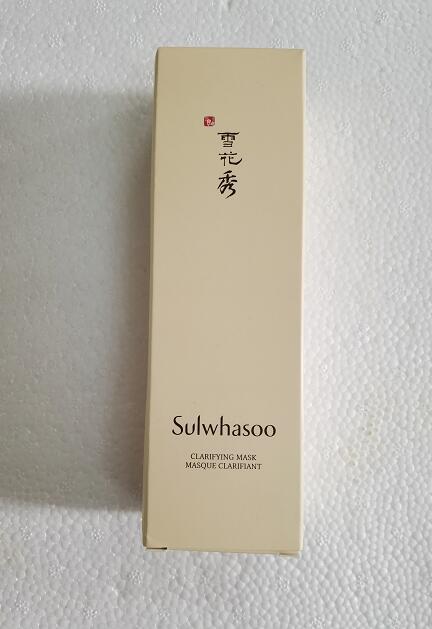 雪
花
秀
Sulwhasoo
CLARIFYING MASK
MASQUE CLARIFIANT